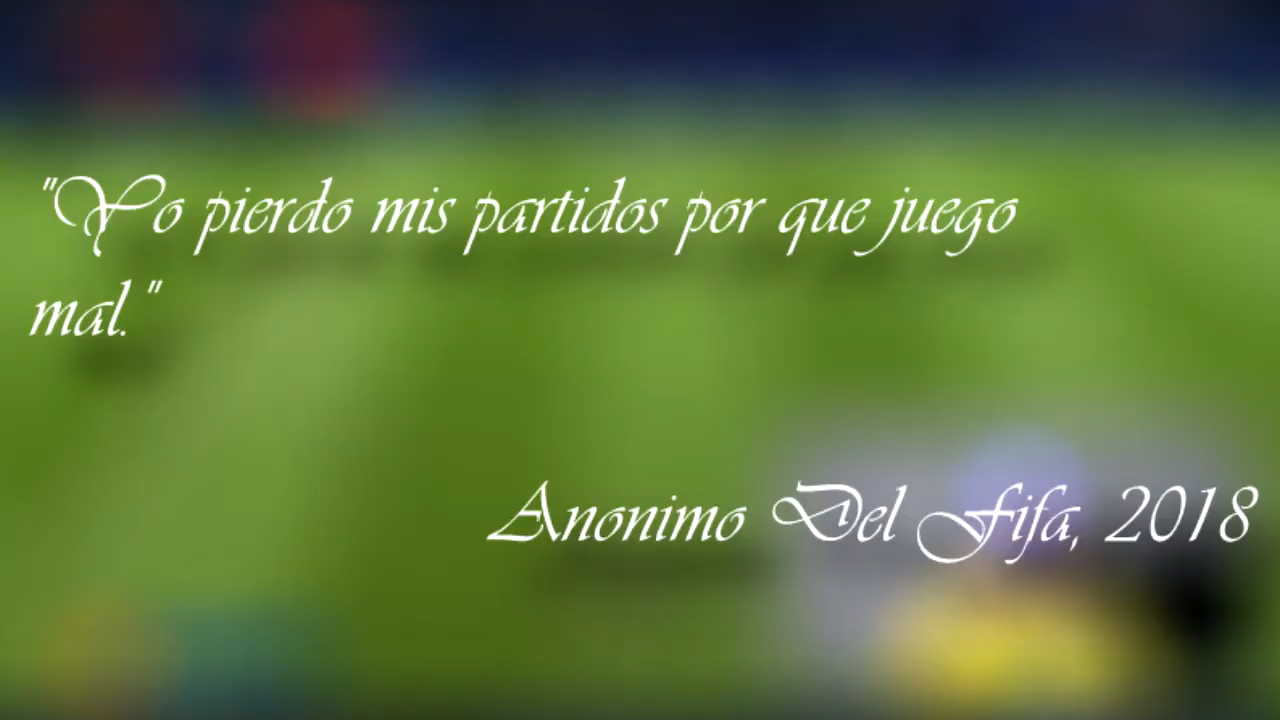 "Yo pierdo mis partidos por que juego
mal."
Anonimo Del Fifa, 2018